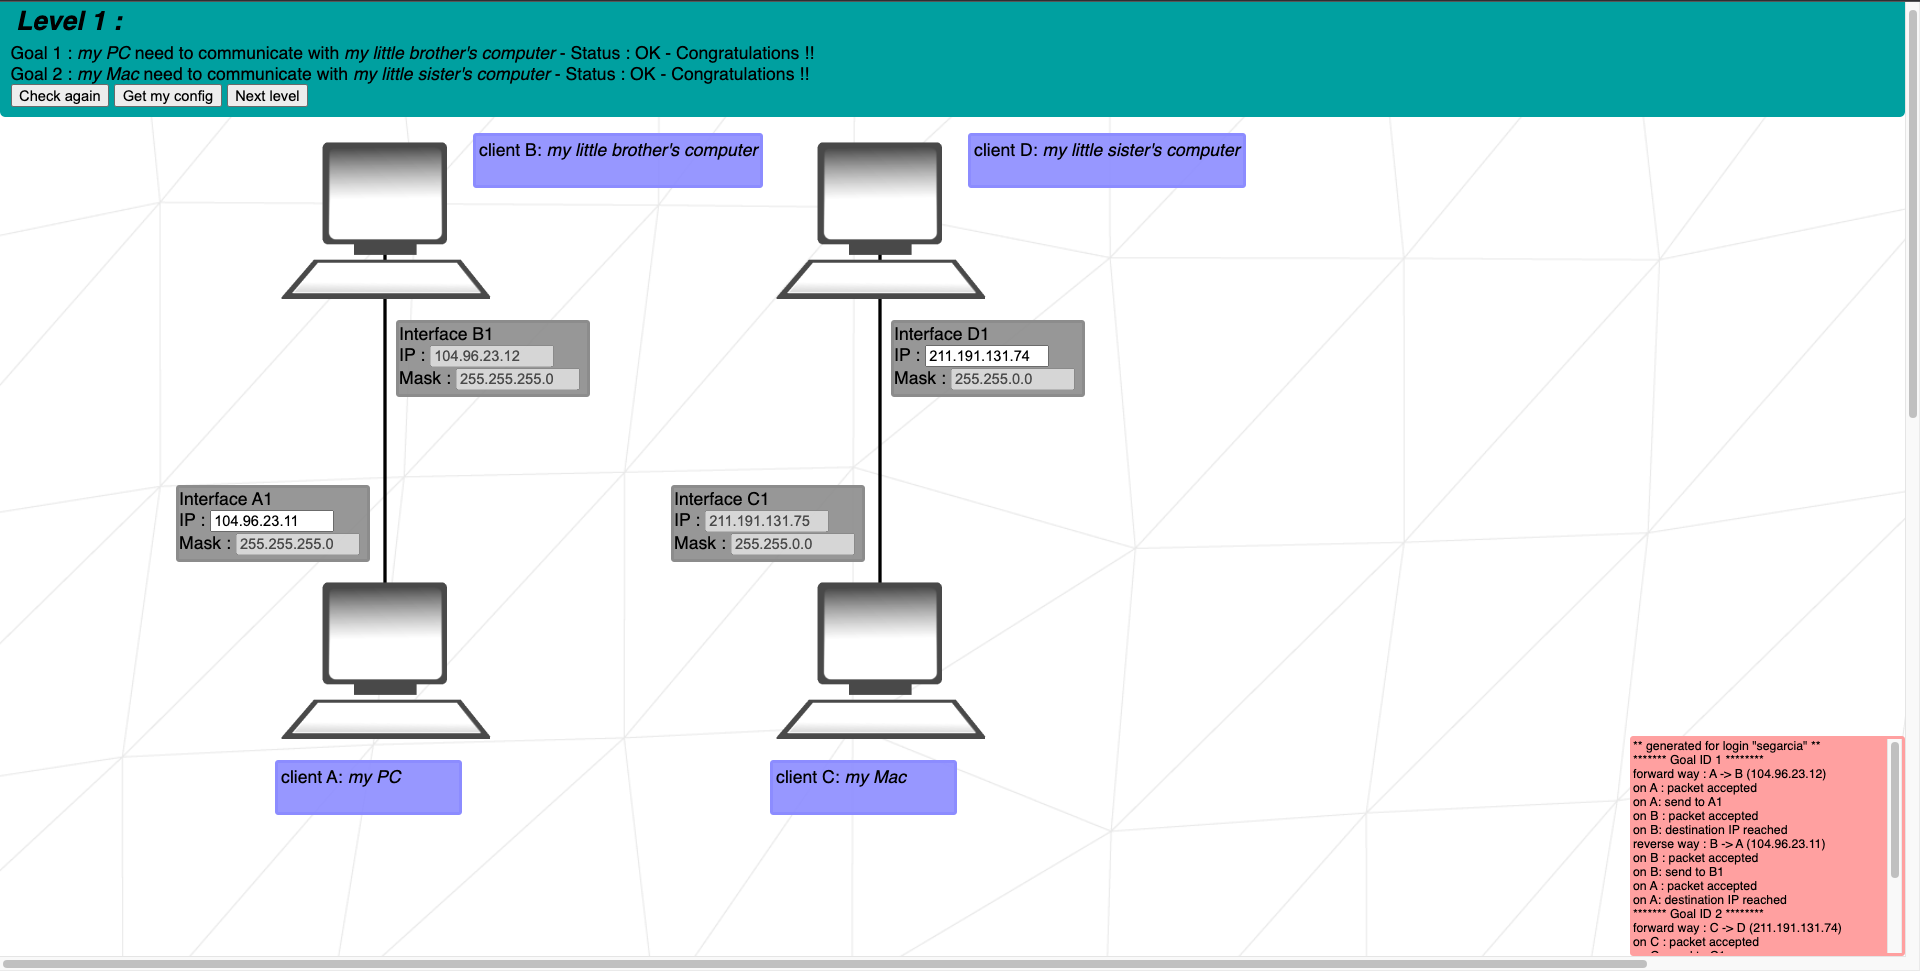 Level 1 :
Goal 1 : my PC need to communicate with my little brother's computer - Status : OK - Congratulations !!
Goal 2 : my Mac need to communicate with my little sister's computer - Status : OK - Congratulations !!
Check again Get my config Next level
client B: my little brother's computer
client D: my little sister's computer
Interface B1
IP : 104.96.23.12
Mask : 255.255.255.0
Interface D1
IP : 211.191.131.74
Mask : 255.255.0.0
Interface A1
IP : 104.96.23.11
Mask : 255.255.255.0
Interface C1
IP : 211.191.131.75
Mask : 255.255.0.0
client A: my PC
client C: my Mac
** generated for login "segarcia" **
******* Goal ID 1 ********
forward way : A -> B (104.96.23.12)
on A : packet accepted
on A: send to A1
on B : packet accepted
on B: destination IP reached
reverse way : B -> A (104.96.23.11)
on B : packet accepted
on B: send to B1
on A : packet accepted
on A: destination IP reached
******* Goal ID 2 ********
forward way : C -> D (211.191.131.74)
on C : packet accepted